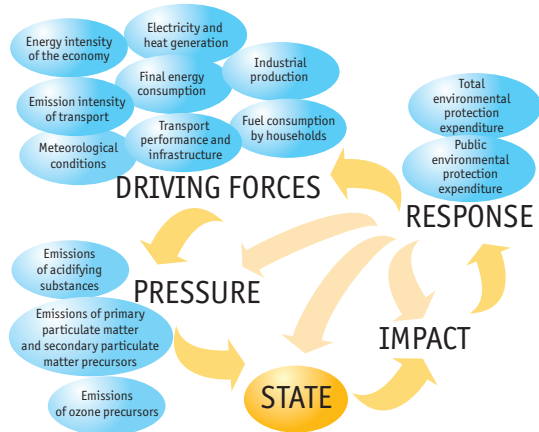 Energy intensity
of the economy
Electricity and
heat generation
Final energy
consumption
Industrial
production
Emission intensity
of transport
Meteorological
conditions
Transport
performance and
infrastructure
Fuel consumption
by households
DRIVING FORCES
Total
environmental
protection
expenditure
Public
environmental
protection
expenditure
RESPONSE
Emissions
of acidifying
substances
PRESSURE
Emissions of primary
particulate matter
and secondary particulate
matter precursors
Emissions
of ozone precursors
STATE
IMPACT